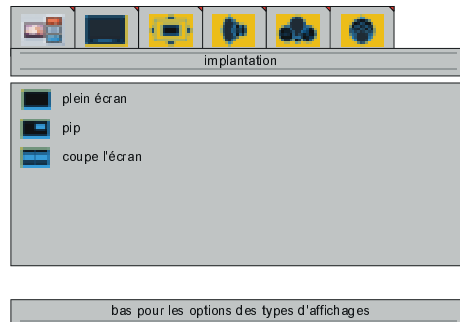 implantation
plein écran
pip
coupe l'écran
bas pour les options des types d'affichages